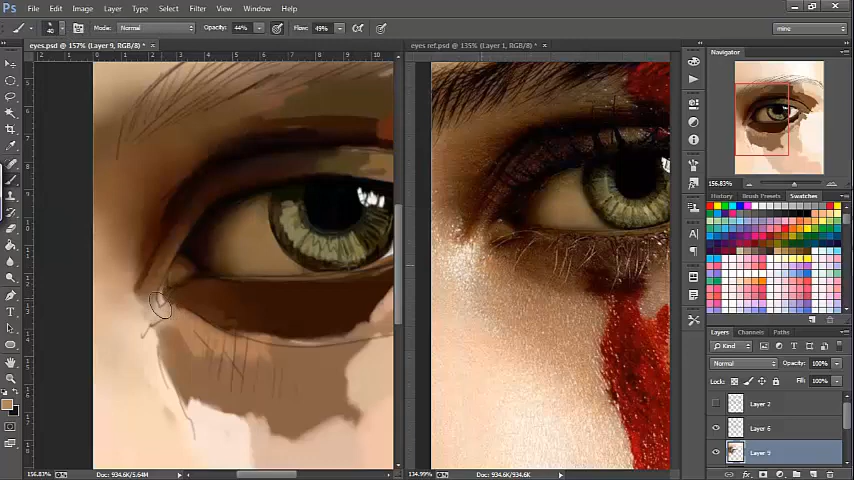 Ps File Edit Image Layer Type Select Filter View Window Help
40 Mode: Normal Opacity: 44% Flow: 49% mine
eyes.psd @ 157% (Layer 9, RGB/8) * ×
eyes ref.psd @ 135% (Layer 1, RGB/8) * ×
Navigator
156.83%
History Brush Presets Swatches
Layers Channels Paths
Kind
Normal Opacity: 100%
Lock: Fill: 100%
Layer 2
Layer 6
Layer 9
156.83% Doc: 934.6K/5.64M
134.99% Doc: 934.6K/934.6K